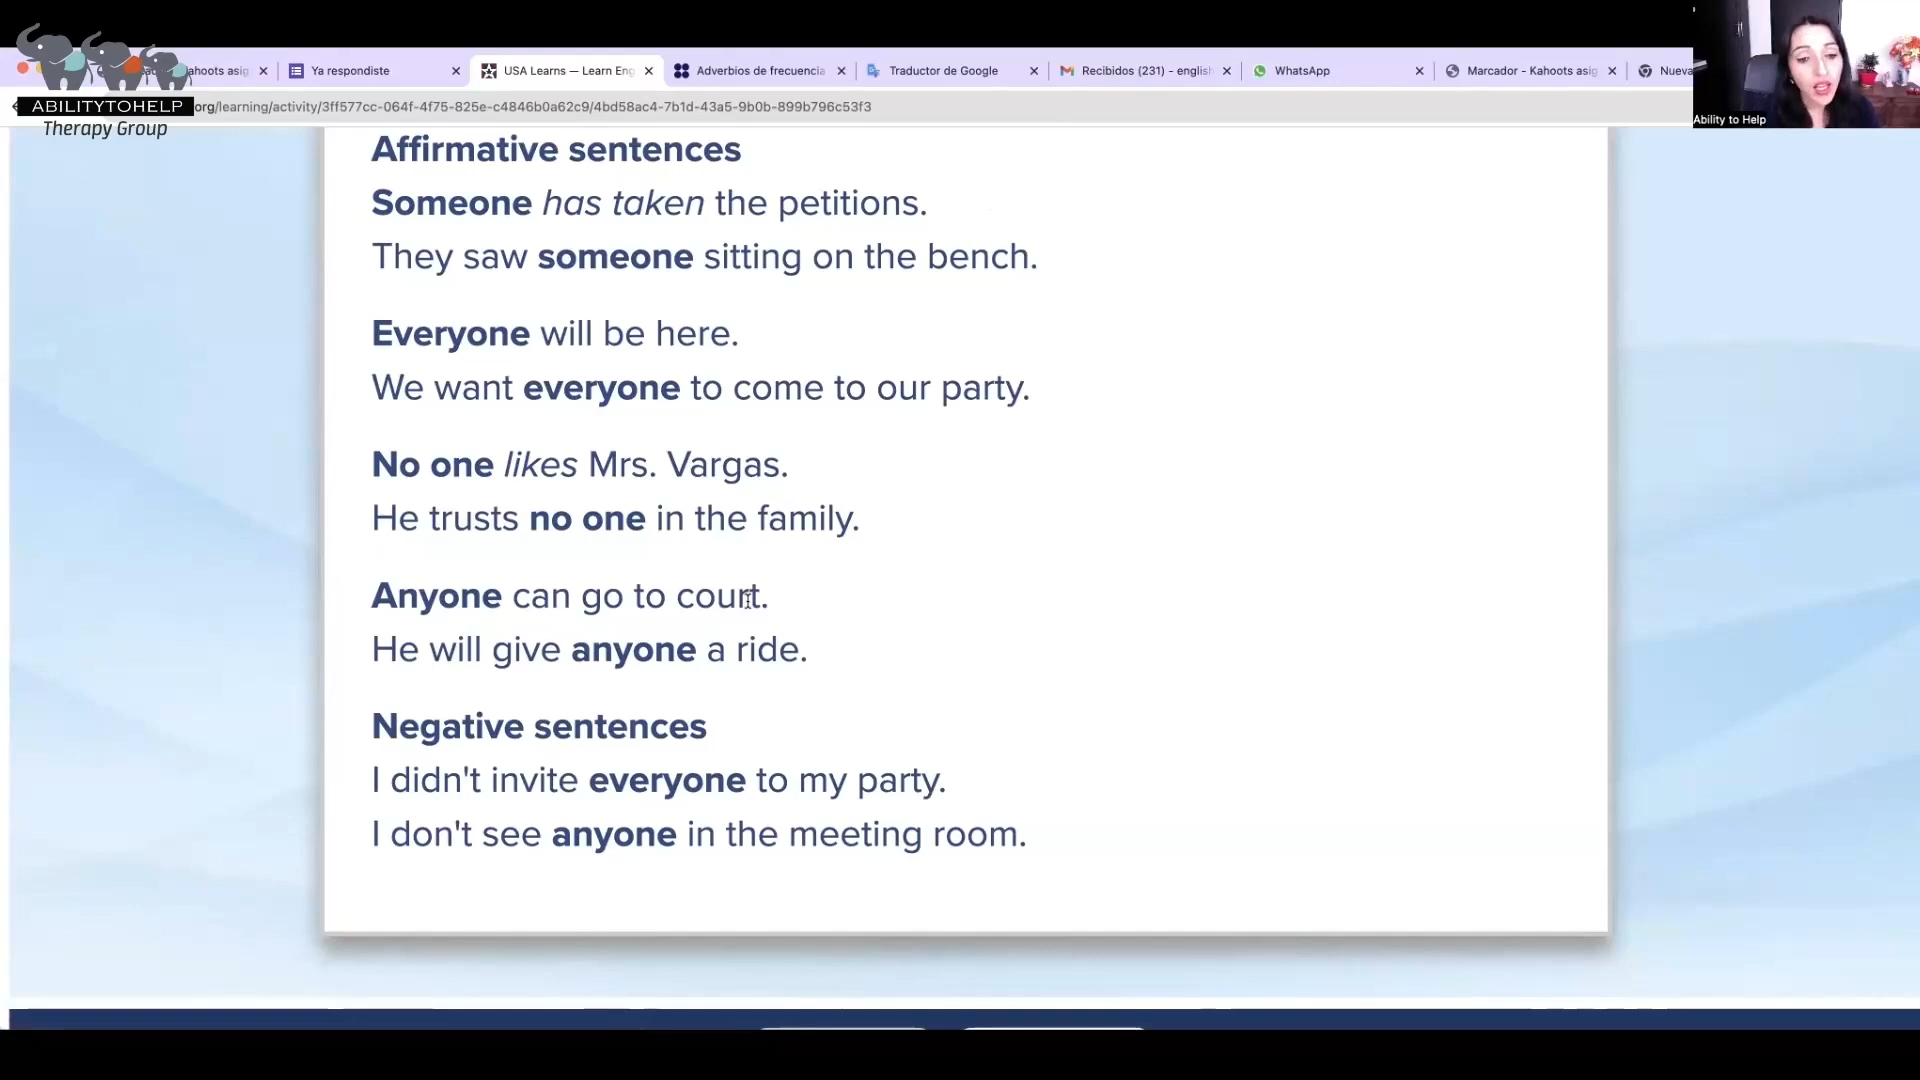 ahoots asig
Ya respondiste
USA Learns — Learn Eng
Adverbios de frecuencia
Traductor de Google
Recibidos (231) - english
WhatsApp
Marcador - Kahoots asig
Nueva
ABILITYTOHELP
Therapy Group
org/learning/activity/3ff577cc-064f-4f75-825e-c4846b0a62c9/4bd58ac4-7b1d-43a5-9b0b-899b796c53f3
Ability to Help
Affirmative sentences
Someone has taken the petitions.
They saw someone sitting on the bench.
Everyone will be here.
We want everyone to come to our party.
No one likes Mrs. Vargas.
He trusts no one in the family.
Anyone can go to court.
He will give anyone a ride.
Negative sentences
I didn't invite everyone to my party.
I don't see anyone in the meeting room.